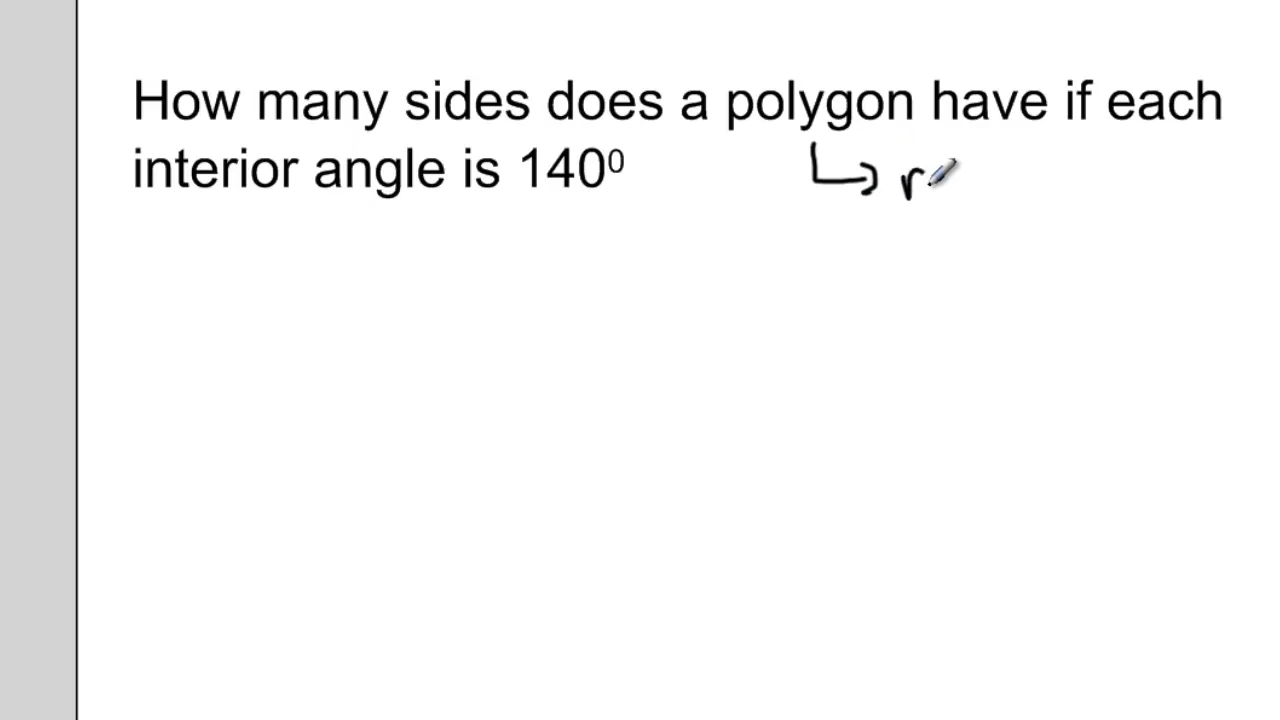 How many sides does a polygon have if each
interior angle is 140⁰
r